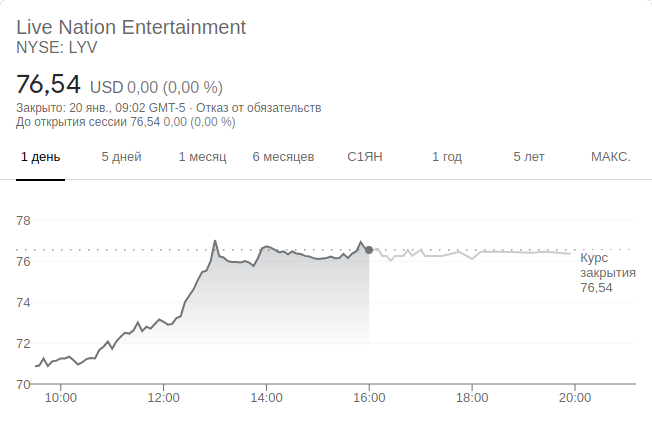 Live Nation Entertainment
NYSE: LYV
76,54 USD 0,00 (0,00 %)
Закрыто: 20 янв., 09:02 GMT-5 · Отказ от обязательств
До открытия сессии 76,54 0,00 (0,00 %)
1 день 5 дней 1 месяц 6 месяцев С1ЯН 1 год 5 лет МАКС.
78
76
74
72
70
Курс
закрытия
76,54
10:00 12:00 14:00 16:00 18:00 20:00